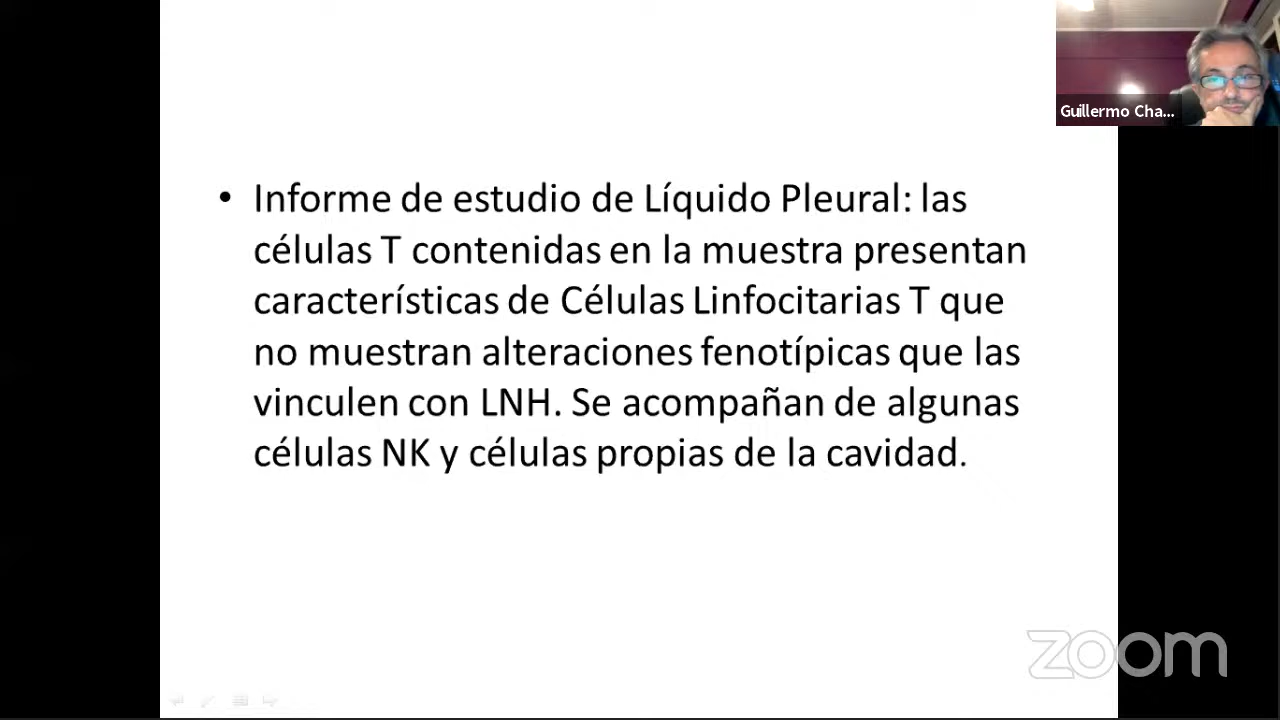 Guillermo Cha...
• Informe de estudio de Líquido Pleural: las
células T contenidas en la muestra presentan
características de Células Linfocitarias T que
no muestran alteraciones fenotípicas que las
vinculen con LNH. Se acompañan de algunas
células NK y células propias de la cavidad.
zoom